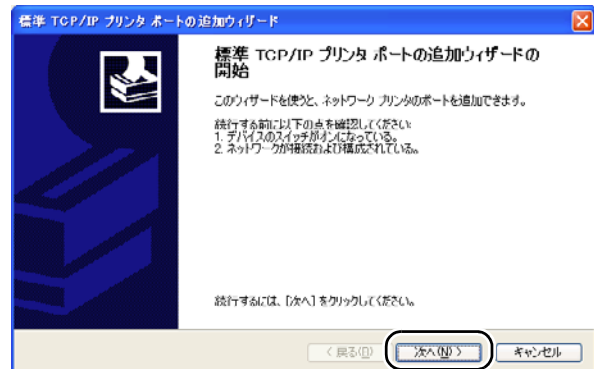 標準 TCP/IP プリンタ ポートの追加ウィザード
標準 TCP/IP プリンタ ポートの追加ウィザードの
開始
このウィザードを使うと、ネットワーク プリンタのポートを追加できます。
続行する前に以下の点を確認してください:
1. デバイスのスイッチがオンになっている。
2. ネットワークが接続および構成されている。
続行するには、[次へ] をクリックしてください。
< 戻る(B)
次へ(N) >
キャンセル